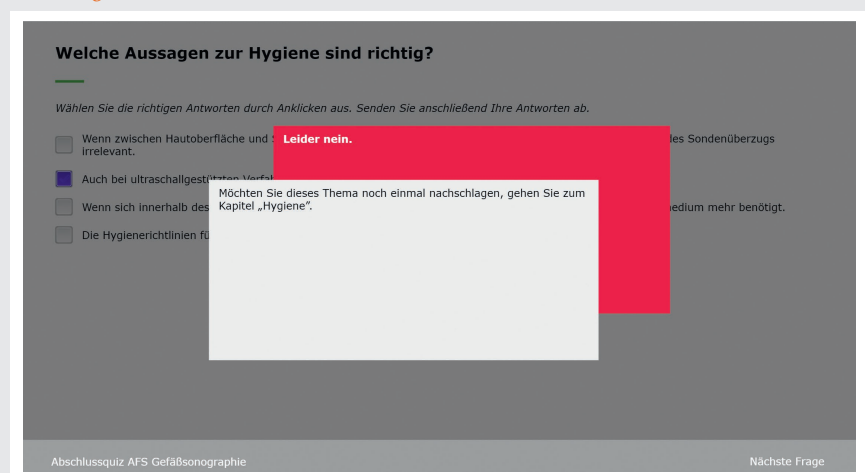 Welche Aussagen zur Hygiene sind richtig?
Wählen Sie die richtigen Antworten durch Anklicken aus. Senden Sie anschließend Ihre Antworten ab.
Wenn zwischen Hautoberfläche und
Leider nein.
des Sondenüberzugs
irrelevant.
Auch bei ultraschallgestützten
Möchten Sie dieses Thema noch einmal nachschlagen, gehen Sie zum
Kapitel „Hygiene“.
Wenn sich innerhalb des
mehr benötigt.
Die Hygienerichtlinien
Abschlussquiz AFS Gefäßsonographie
Nächste Frage